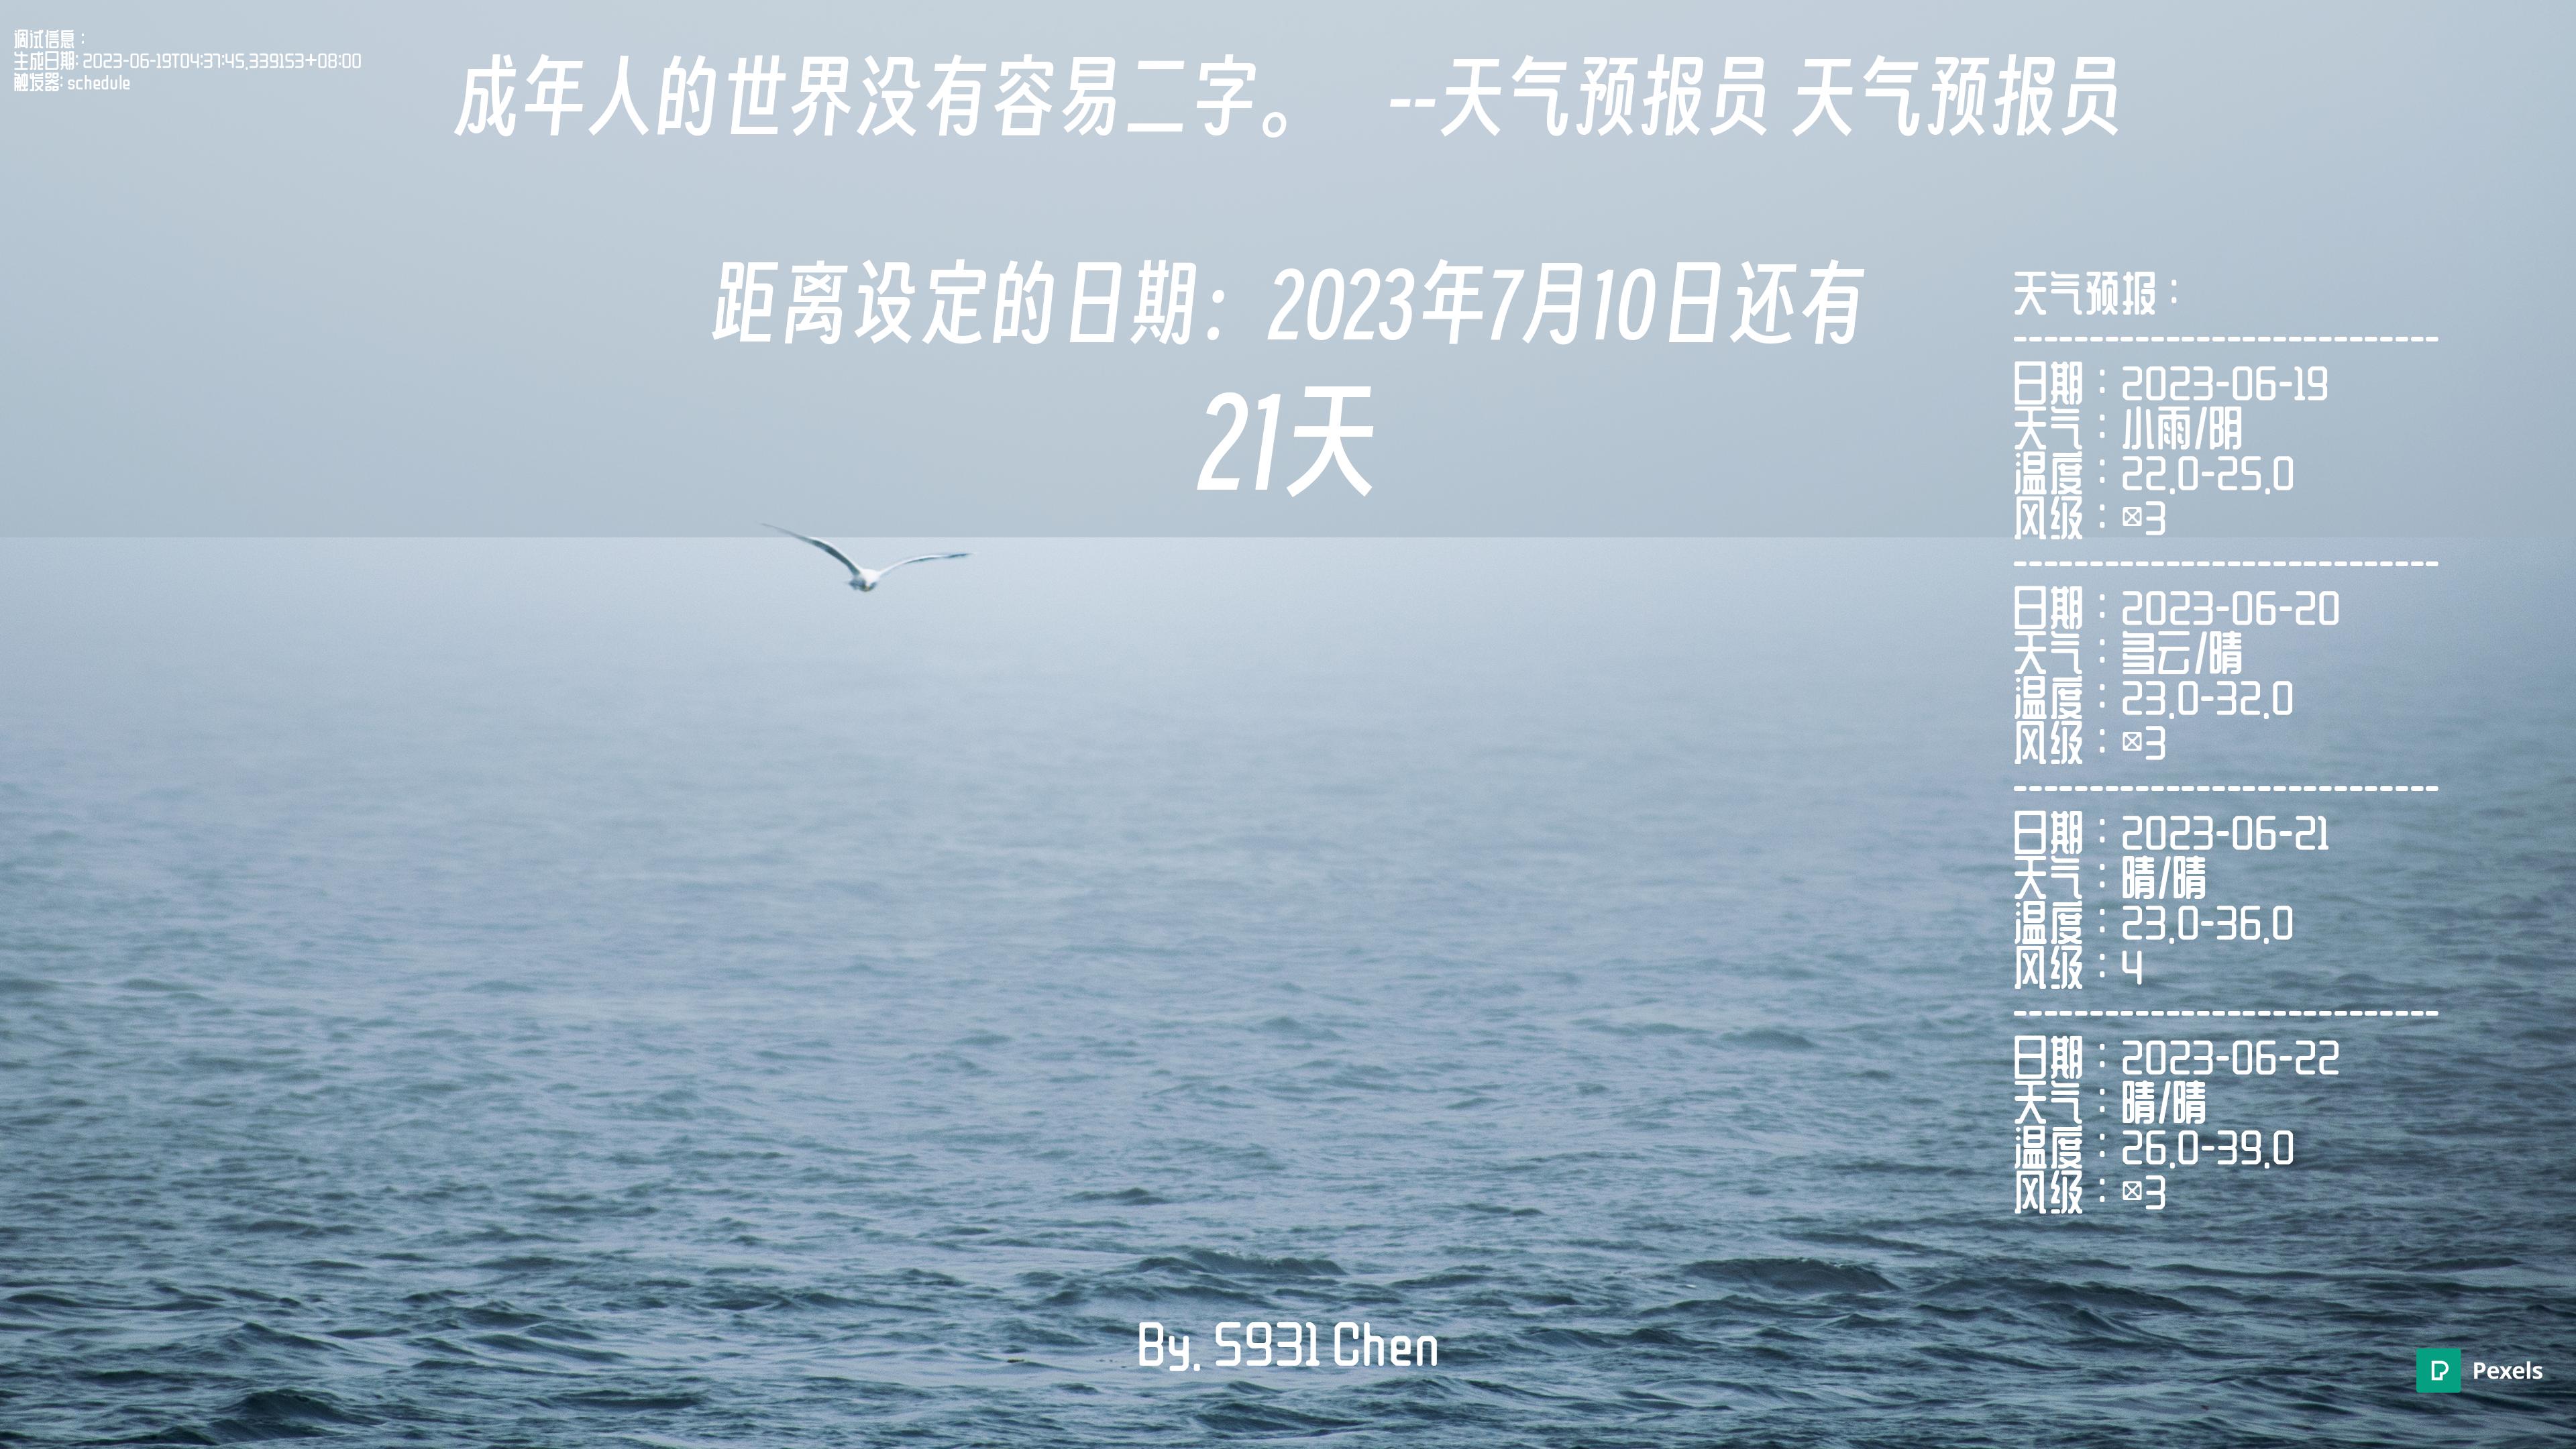 调试信息：
生成日期: 2023-06-19T04:37:45.339153+08:00
触发器: schedule
成年人的世界没有容易二字。 --天气预报员 天气预报员
距离设定的日期：2023年7月10日还有
21天
天气预报：
----------------------------
日期：2023-06-19
天气：小雨/阴
温度：22.0-25.0
风级：☒3
----------------------------
日期：2023-06-20
天气：多云/晴
温度：23.0-32.0
风级：☒3
----------------------------
日期：2023-06-21
天气：晴/晴
温度：23.0-36.0
风级：4
----------------------------
日期：2023-06-22
天气：晴/晴
温度：26.0-39.0
风级：☒3
By. 5931 Chen
Pexels